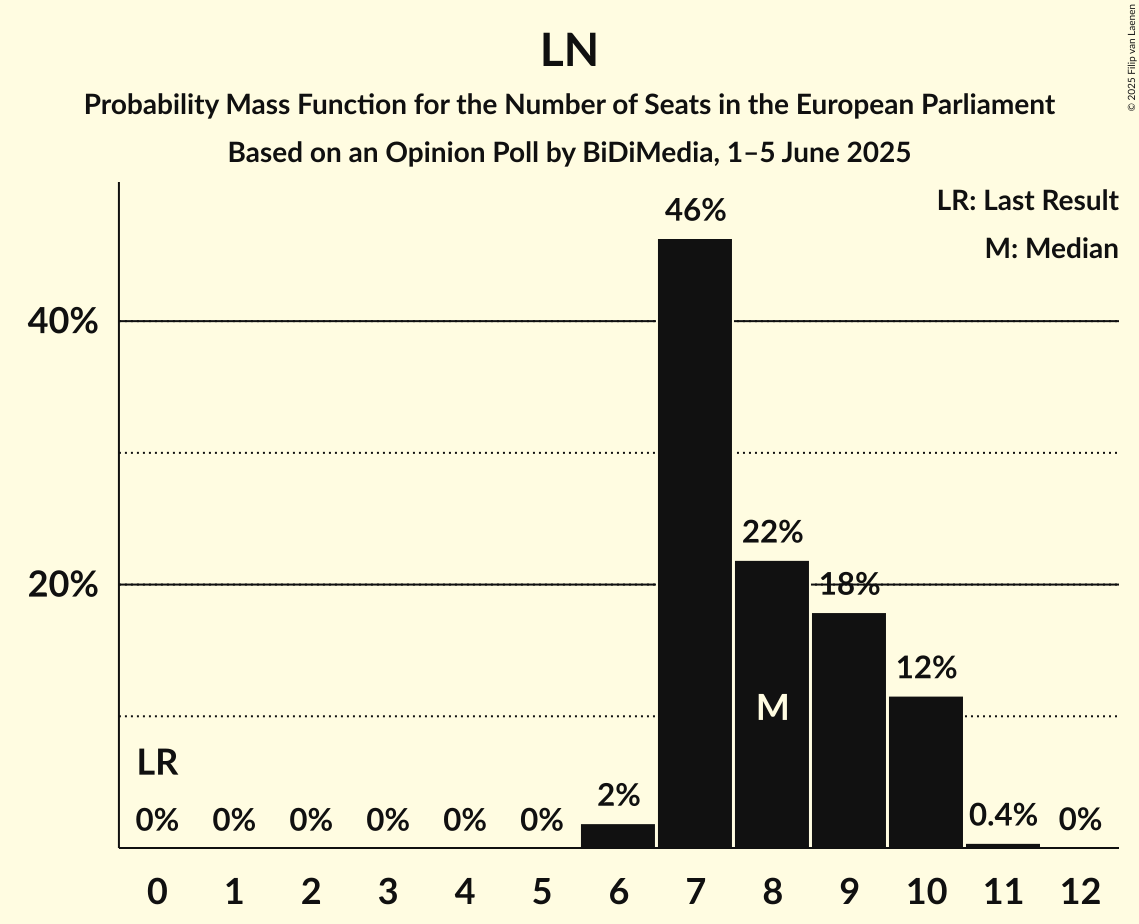 LN
Probability Mass Function for the Number of Seats in the European Parliament
Based on an Opinion Poll by BiDiMedia, 1–5 June 2025
© 2025 Filip van Laenen
LR: Last Result
M: Median
46%
40%
22%
20%
18%
12%
M
LR
0% 0% 0% 0% 0% 0% 2% 0.4% 0%
0 1 2 3 4 5 6 7 8 9 10 11 12